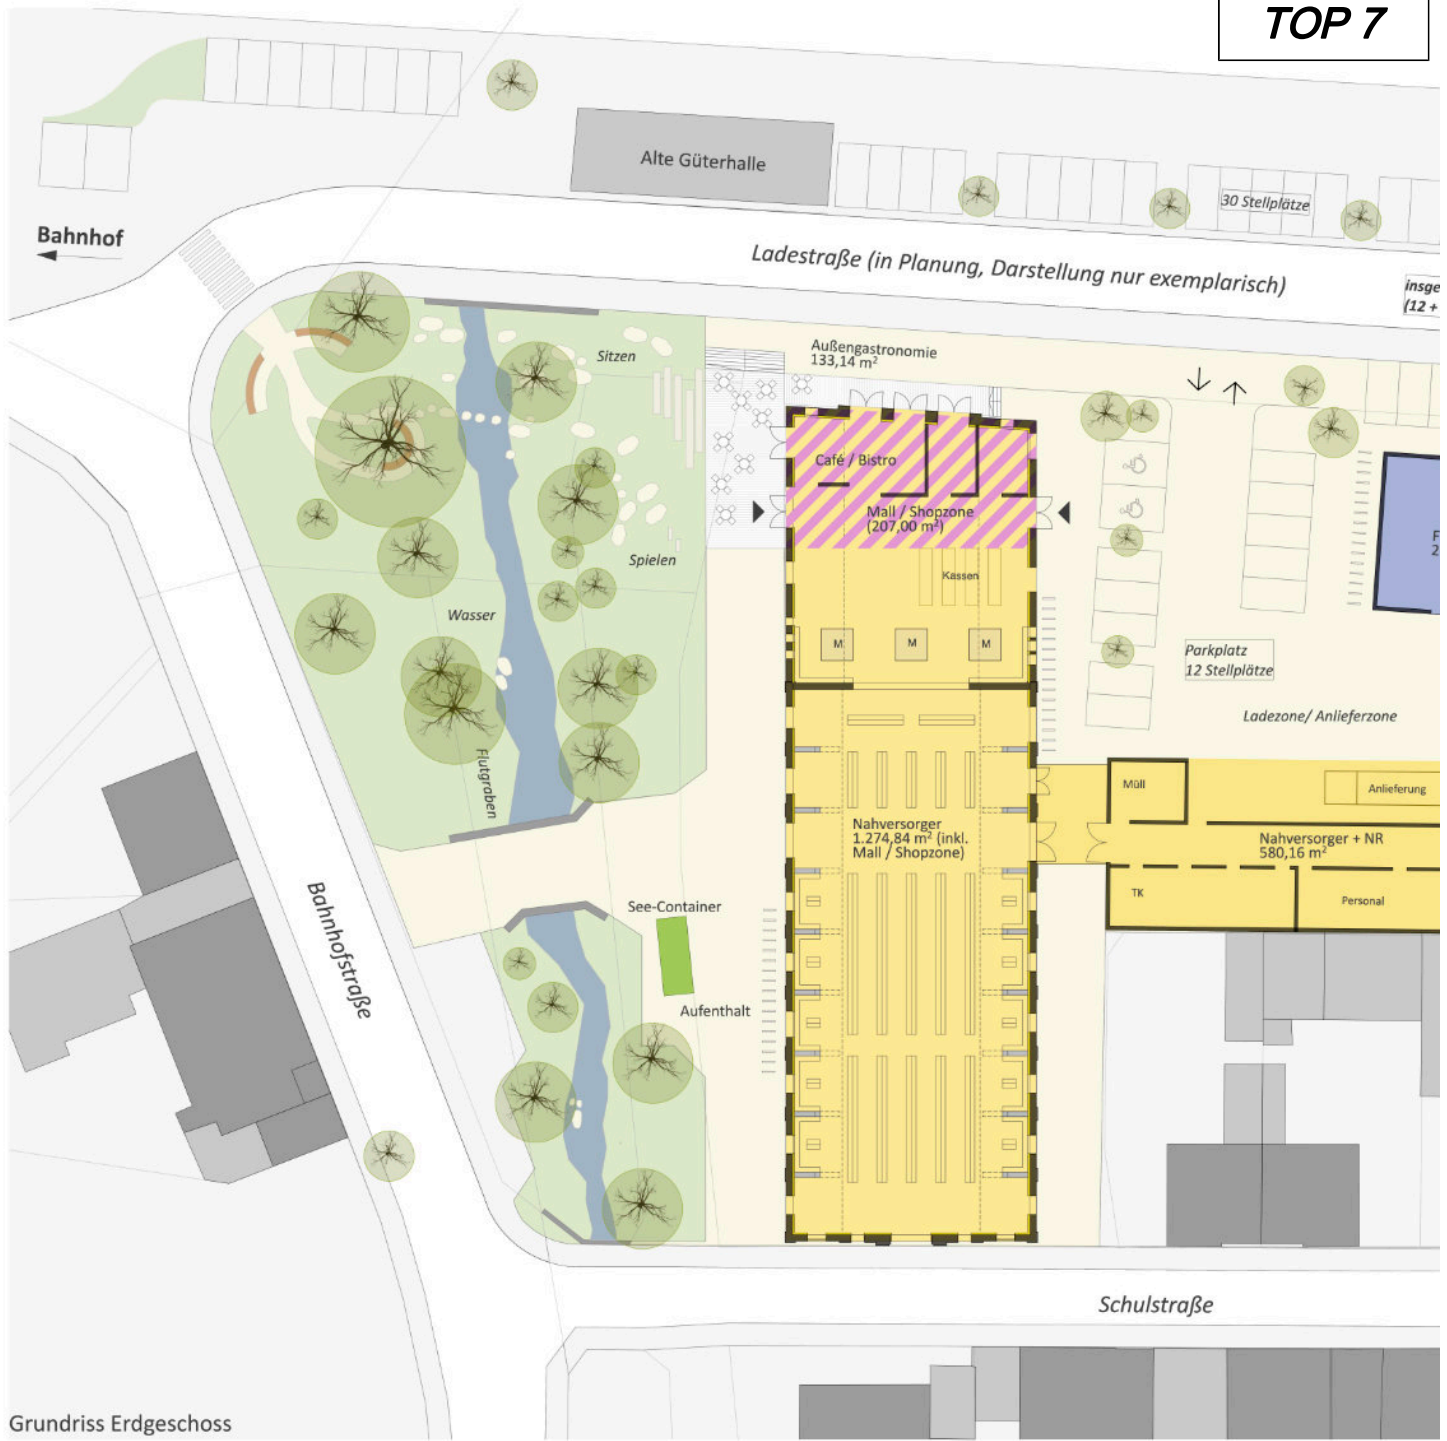 TOP 7
Alte Güterhalle
30 Stellplätze
Bahnhof
Ladestraße (in Planung, Darstellung nur exemplarisch)
insge
(12 +
Außengastronomie
133,14 m²
Sitzen
Café / Bistro
Mall / Shopzone
(207,00 m²)
F
2
Spielen
Kassen
Wasser
M
M
M
Parkplatz
12 Stellplätze
Ladezone/ Anlieferzone
Flutgraben
Müll
Anlieferung
Nahversorger
1.274,84 m² (inkl.
Mall / Shopzone)
Nahversorger + NR
580,16 m²
TK
Personal
See-Container
Bahnhofstraße
Aufenthalt
Schulstraße
Grundriss Erdgeschoss